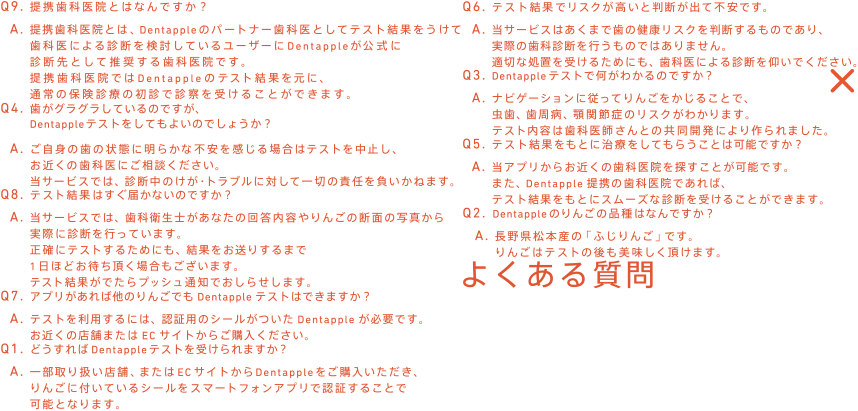 Q9. 提携歯科医院とはなんですか？
A. 提携歯科医院とは、Dentappleのパートナー歯科医としてテスト結果をうけて
歯科医による診断を検討しているユーザーにDentappleが公式に
診断先として推奨する歯科医院です。
提携歯科医院ではDentappleのテスト結果を元に、
通常の保険診療の初診で診察を受けることができます。
Q4. 歯がグラグラしているのですが、
Dentappleテストをしてもよいのでしょうか？
A. ご自身の歯の状態に明らかな不安を感じる場合はテストを中止し、
お近くの歯科医にご相談ください。
当サービスでは、診断中のけが・トラブルに対して一切の責任を負いかねます。
Q8. テスト結果はすぐ届かないのですか？
A. 当サービスでは、歯科衛生士があなたの回答内容やりんごの断面の写真から
実際に診断を行っています。
正確にテストするためにも、結果をお送りするまで
1日ほどお待ち頂く場合もございます。
テスト結果がでたらプッシュ通知でおしらせします。
Q7. アプリがあれば他のりんごでも Dentapple テストはできますか？
A. テストを利用するには、認証用のシールがついた Dentapple が必要です。
お近くの店舗または EC サイトからご購入ください。
Q1. どうすればDentappleテストを受けられますか？
A. 一部取り扱い店舗、またはECサイトからDentappleをご購入いただき、
りんごに付いているシールをスマートフォンアプリで認証することで
可能となります。
Q6. テスト結果でリスクが高いと判断が出て不安です。
A. 当サービスはあくまで歯の健康リスクを判断するものであり、
実際の歯科診断を行うものではありません。
適切な処置を受けるためにも、歯科医による診断を仰いでください。
Q3. Dentappleテストで何がわかるのですか？
A. ナビゲーションに従ってりんごをかじることで、
虫歯、歯周病、顎関節症のリスクがわかります。
テスト内容は歯科医師さんとの共同開発により作られました。
Q5. テスト結果をもとに治療をしてもらうことは可能ですか？
A. 当アプリからお近くの歯科医院を探すことが可能です。
また、Dentapple 提携の歯科医院であれば、
テスト結果をもとにスムーズな診断を受けることができます。
Q2. Dentappleのりんごの品種はなんですか？
A. 長野県松本産の「ふじりんご」です。
りんごはテストの後も美味しく頂けます。
よくある質問